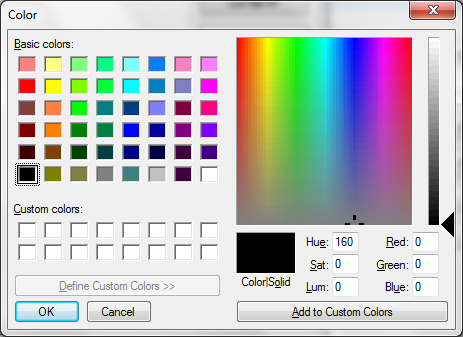 Color
Basic colors:
Custom colors:
Define Custom Colors >>
OK
Cancel
Color|Solid
Hue: 160
Sat: 0
Lum: 0
Red: 0
Green: 0
Blue: 0
Add to Custom Colors